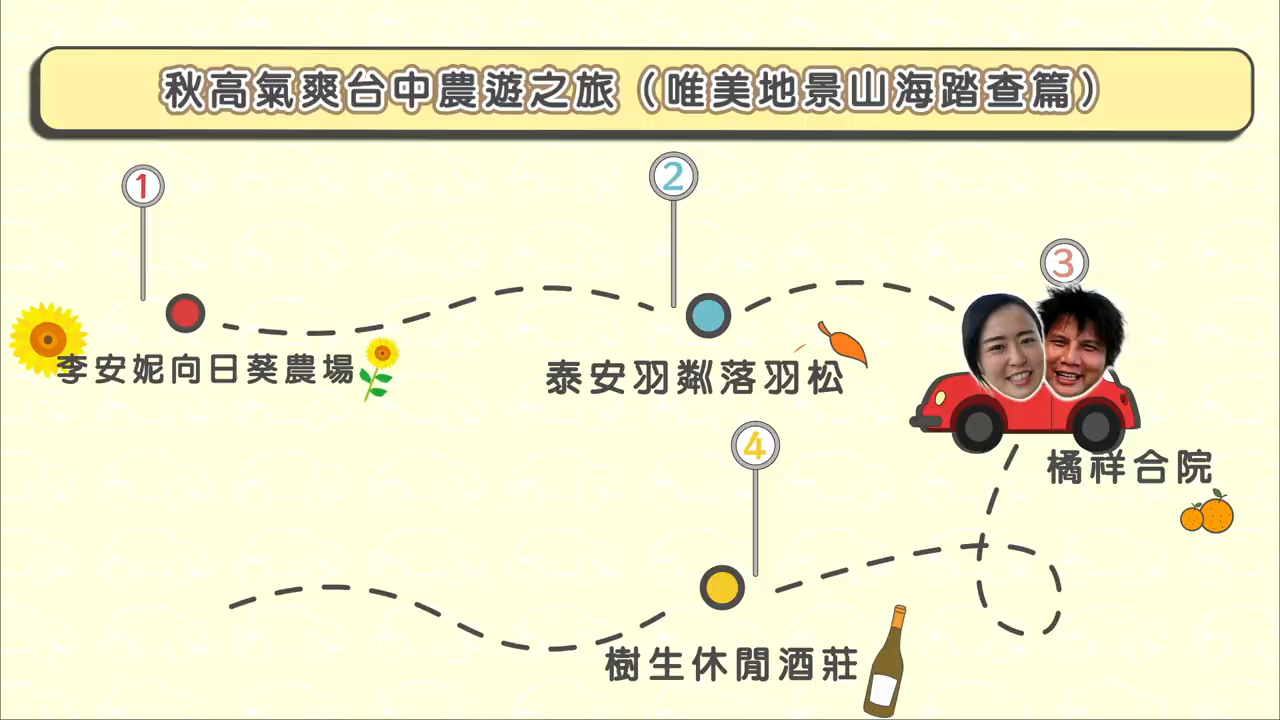 秋高氣爽台中農遊之旅（唯美地景山海踏查篇）
1
2
3
李安妮向日葵農場
泰安羽粼落羽松
橘祥合院
4
樹生休閒酒莊